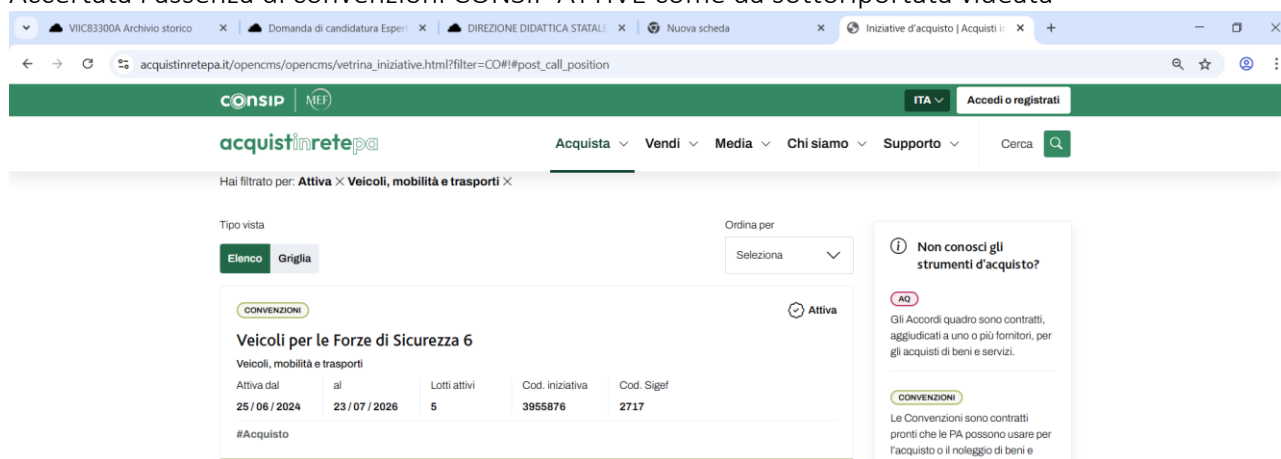 Accertata l'assenza di convenzioni CONSIP ATTIVE come da sottoriportata videata
VIIC83300A Archivio storico
Domanda di candidatura Espert
DIREZIONE DIDATTICA STATALE
Nuova scheda
Iniziative d'acquisto | Acquisti in
acquistinretepa.it/opencms/opencms/vetrina_iniziative.html?filter=CO#!#post_call_position
consip MEF
ITA
Accedi o registrati
acquistinretepa
Acquista Vendi Media Chi siamo Supporto Cerca
Hai filtrato per: Attiva × Veicoli, mobilità e trasporti ×
Tipo vista
Ordina per
Elenco Griglia
Seleziona
Non conosci gli
strumenti d'acquisto?
CONVENZIONI
Attiva
Veicoli per le Forze di Sicurezza 6
Veicoli, mobilità e trasporti
Attiva dal al Lotti attivi Cod. iniziativa Cod. Sigef
25 / 06 / 2024 23 / 07 / 2026 5 3955876 2717
#Acquisto
AQ
Gli Accordi quadro sono contratti,
aggiudicati a uno o più fornitori, per
gli acquisti di beni e servizi.
CONVENZIONI
Le Convenzioni sono contratti
pronti che le PA possono usare per
l'acquisto o il noleggio di beni e